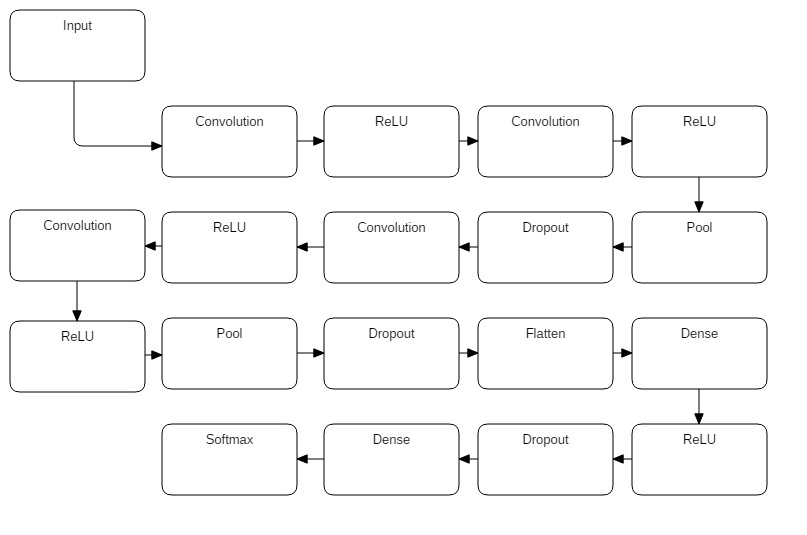 Input
Convolution
ReLU
Convolution
ReLU
Pool
Dropout
Convolution
ReLU
Convolution
ReLU
Pool
Dropout
Flatten
Dense
ReLU
Dropout
Dense
Softmax